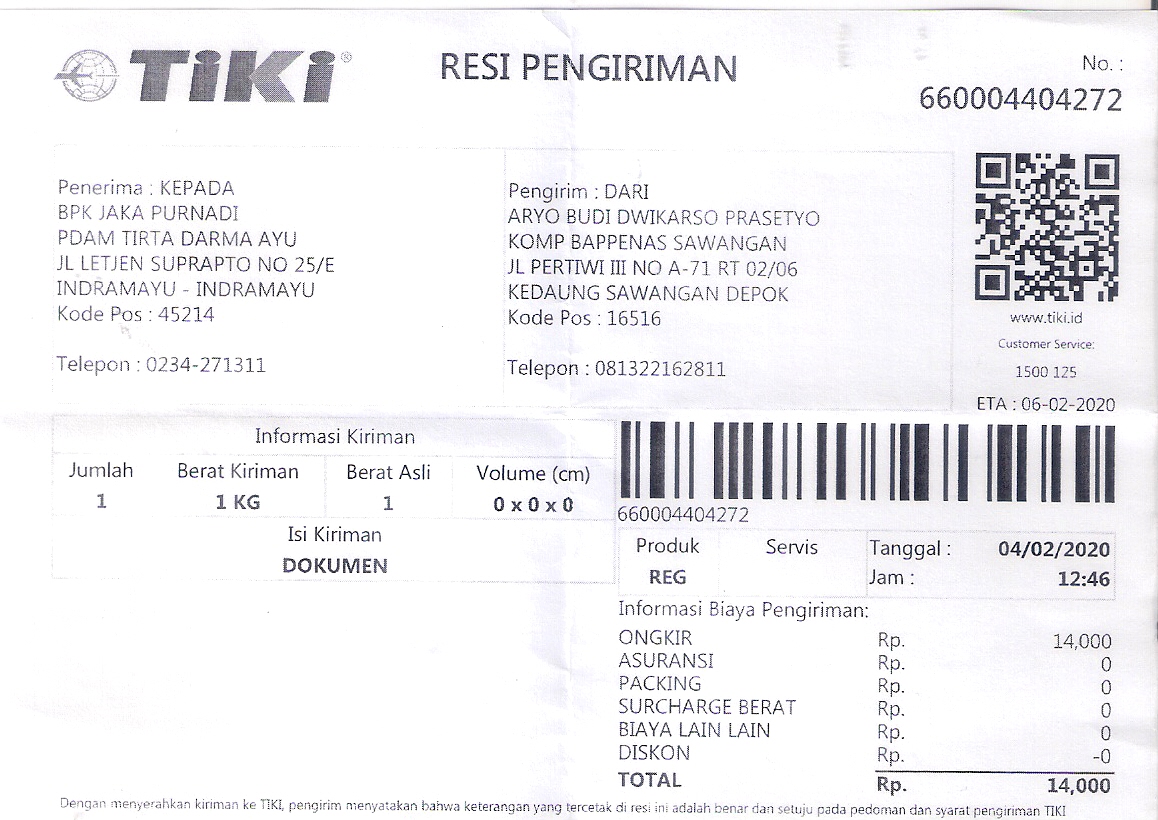 TIKI®
RESI PENGIRIMAN
No. :
660004404272
Penerima : KEPADA
BPK JAKA PURNADI
PDAM TIRTA DARMA AYU
JL LETJEN SUPRAPTO NO 25/E
INDRAMAYU - INDRAMAYU
Kode Pos : 45214
Telepon : 0234-271311
Pengirim : DARI
ARYO BUDI DWIKARSO PRASETYO
KOMP BAPPENAS SAWANGAN
JL PERTIWI III NO A-71 RT 02/06
KEDAUNG SAWANGAN DEPOK
Kode Pos : 16516
Telepon : 081322162811
www.tiki.id
Customer Service:
1500 125
ETA : 06-02-2020
Informasi Kiriman
Jumlah Berat Kiriman Berat Asli Volume (cm)
1 1 KG 1 0 x 0 x 0
Isi Kiriman
DOKUMEN
660004404272
Produk Servis Tanggal : 04/02/2020
REG Jam : 12:46
Informasi Biaya Pengiriman:
ONGKIR Rp. 14,000
ASURANSI Rp. 0
PACKING Rp. 0
SURCHARGE BERAT Rp. 0
BIAYA LAIN LAIN Rp. 0
DISKON Rp. -0
TOTAL Rp. 14,000
Dengan menyerahkan kiriman ke TIKI, pengirim menyatakan bahwa keterangan yang tercetak di resi ini adalah benar dan setuju pada pedoman dan syarat pengiriman TIKI